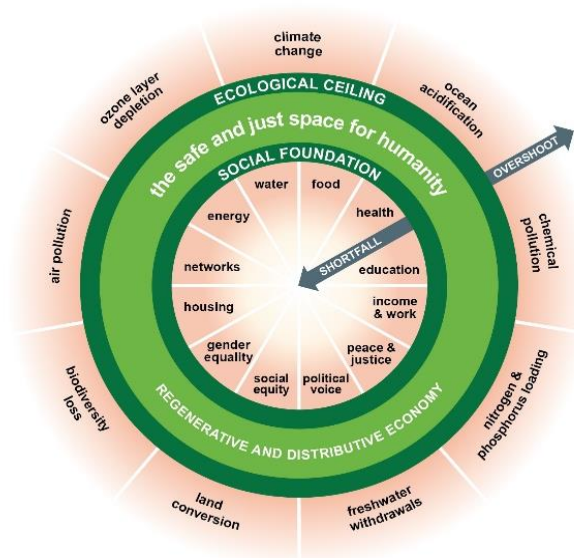 climate
change
ocean
acidification
chemical
pollution
nitrogen &
phosphorus loading
freshwater
withdrawals
land
conversion
biodiversity
loss
air pollution
ozone layer
depletion
OVERSHOOT
ECOLOGICAL CEILING
the safe and just space for humanity
SOCIAL FOUNDATION
water
food
health
SHORTFALL
education
income
& work
peace &
justice
political
voice
social
equity
gender
equality
housing
networks
energy
REGENERATIVE AND DISTRIBUTIVE ECONOMY